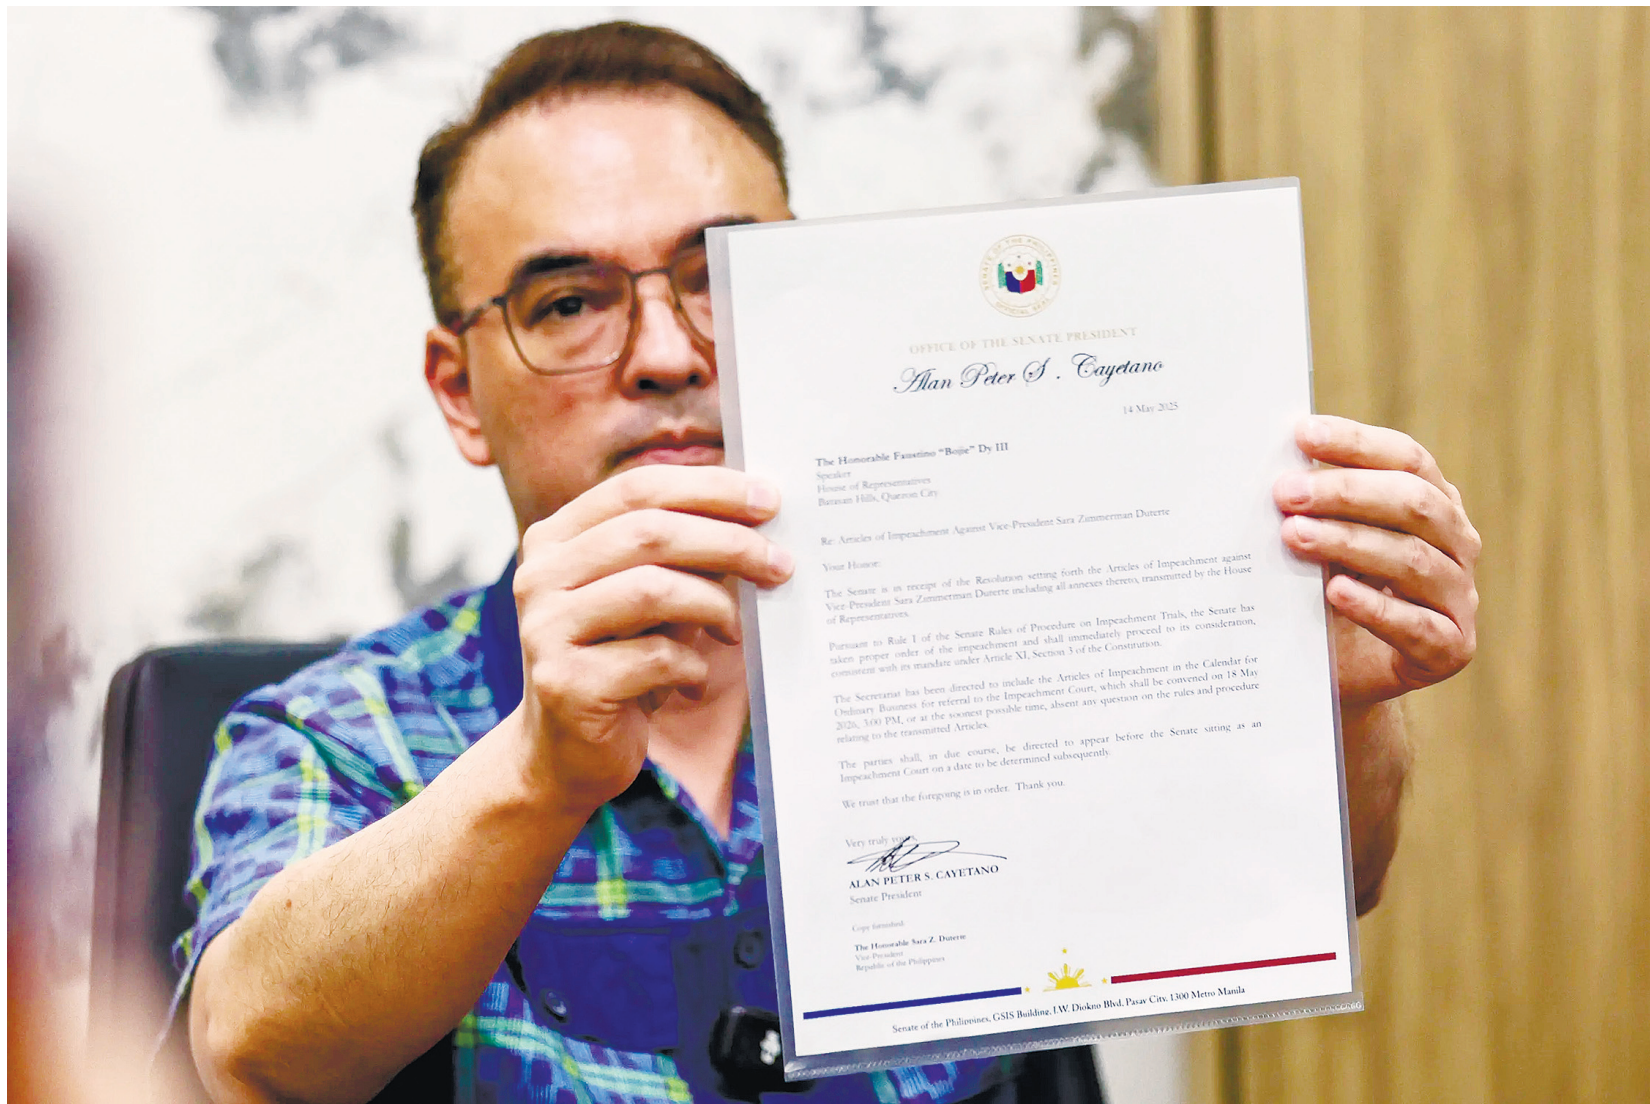 SENATE OF THE PHILIPPINES
OFFICIAL SEAL
OFFICE OF THE SENATE PRESIDENT
Alan Peter S. Cayetano
14 May 2025
The Honorable Faustino “Bojie” Dy III
Speaker
House of Representatives
Batasan Hills, Quezon City
Re: Articles of Impeachment Against Vice-President Sara Zimmerman Duterte
Your Honor:
The Senate is in receipt of the Resolution setting forth the Articles of Impeachment against
Vice-President Sara Zimmerman Duterte including all annexes thereto, transmitted by the House
of Representatives.
Pursuant to Rule I of the Senate Rules of Procedure on Impeachment Trials, the Senate has
taken proper order of the impeachment and shall immediately proceed to its consideration,
consistent with its mandate under Article XI, Section 3 of the Constitution.
The Secretariat has been directed to include the Articles of Impeachment in the Calendar for
Ordinary Business for referral to the Impeachment Court, which shall be convened on 18 May
2026, 3:00 PM, or at the soonest possible time, absent any question on the rules and procedure
relating to the transmitted Articles.
The parties shall, in due course, be directed to appear before the Senate sitting as an
Impeachment Court on a date to be determined subsequently.
We trust that the foregoing is in order. Thank you.
Very truly yours,
ALAN PETER S. CAYETANO
Senate President
Copy furnished:
The Honorable Sara Z. Duterte
Vice-President
Republic of the Philippines
Senate of the Philippines, GSIS Building, J.W. Diokno Blvd, Pasay City, 1300 Metro Manila